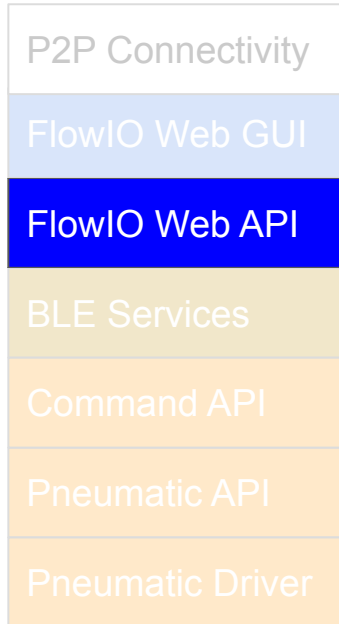 P2P Connectivity
FlowIO Web GUI
FlowIO Web API
BLE Services
Command API
Pneumatic API
Pneumatic Driver